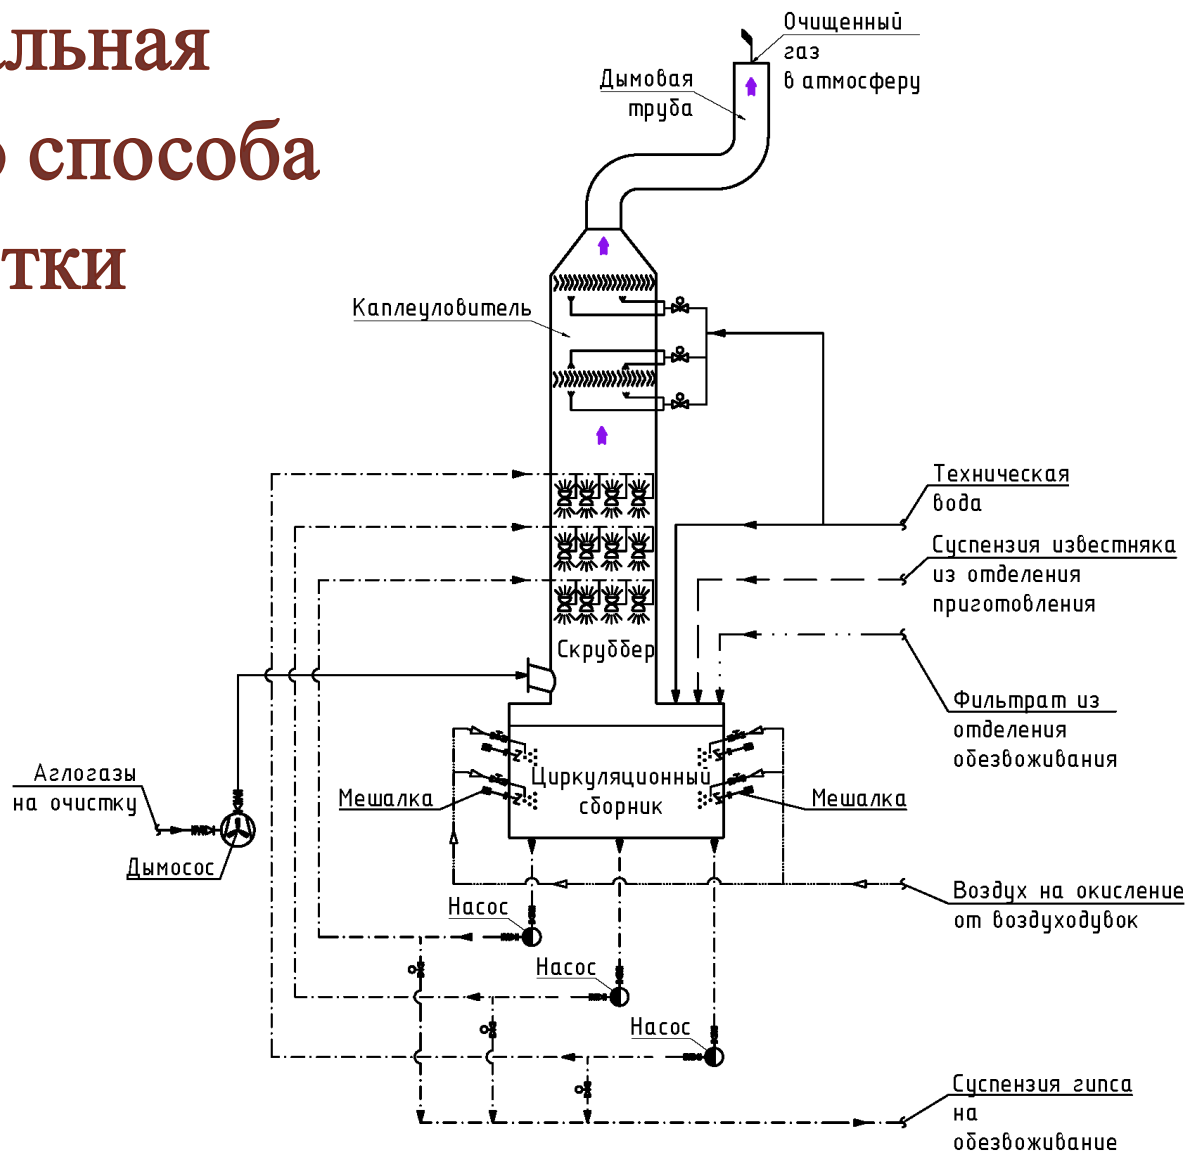 альная
о способа
тки
Очищенный
газ
в атмосферу
Дымовая
труба
Каплеуловитель
Техническая
вода
Суспензия известняка
из отделения
приготовления
Скруббер
Фильтрат из
отделения
обезвоживания
Аглогазы
на очистку
Дымосос
Мешалка
Циркуляционный
сборник
Мешалка
Воздух на окисление
от воздуходувок
Насос
Насос
Насос
Суспензия гипса
на
обезвоживание